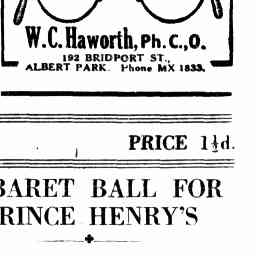 W.C. Haworth, Ph. C., O.
192 BRIDPORT ST.,
ALBERT PARK. Phone MX 1833.
PRICE 1½d.
BARET BALL FOR
RINCE HENRY'S